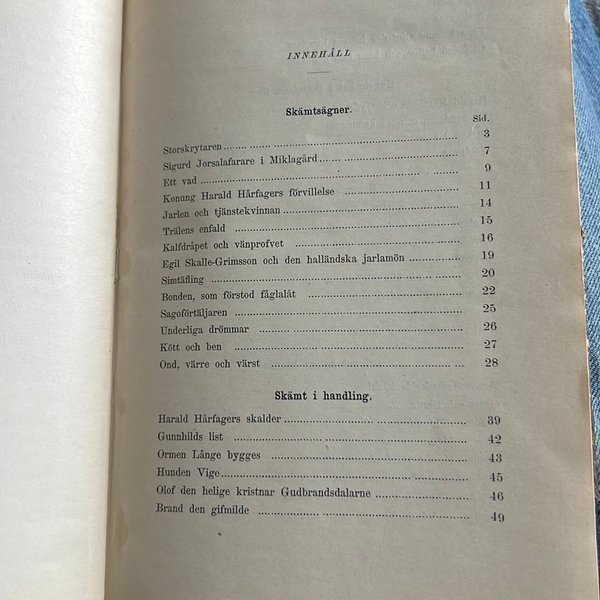 INNEHÅLL
Skämtsägner.
Sid.
Storskrytaren 3
Sigurd Jorsalafarare i Miklagård 7
Ett vad 9
Konung Harald Hårfagers förvillelse 11
Jarlen och tjänstekvinnan 14
Trälens enfald 15
Kalfdråpet och vänprofvet 16
Egil Skalle-Grimsson och den halländska jarlamön 19
Simtäfling 20
Bonden, som förstod fåglalåt 22
Sagoförtäljaren 25
Underliga drömmar 26
Kött och ben 27
Ond, värre och värst 28
Skämt i handling.
Harald Hårfagers skalder 39
Gunnhilds list 42
Ormen Långe bygges 43
Hunden Vige 45
Olof den helige kristnar Gudbrandsdalarne 46
Brand den gifmilde 49